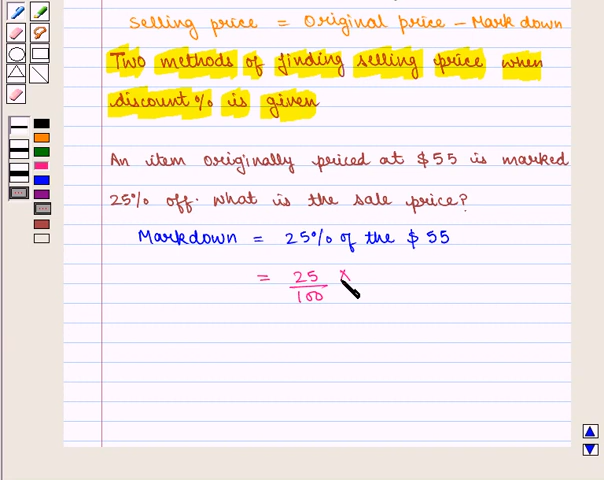 Selling price = Original price - Mark down
Two methods of finding selling price when
discount % is given
An item originally priced at $55 is marked
25% off. What is the sale price?
Markdown = 25% of the $55
= 25/100 ×